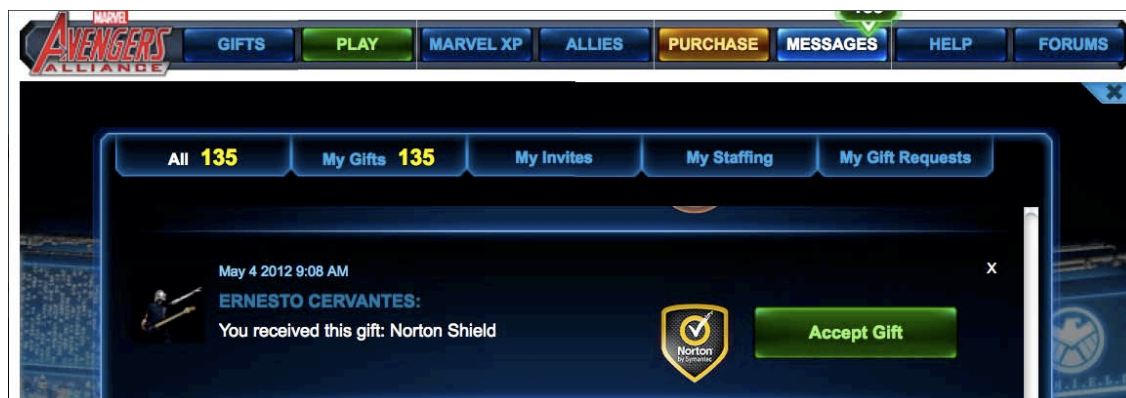 MARVEL
AVENGERS
ALLIANCE
GIFTS
PLAY
MARVEL XP
ALLIES
PURCHASE
MESSAGES
HELP
FORUMS
All 135
My Gifts 135
My Invites
My Staffing
My Gift Requests
May 4 2012 9:08 AM
X
ERNESTO CERVANTES:
You received this gift: Norton Shield
Norton
by Symantec
Accept Gift
S.H.I.E.L.